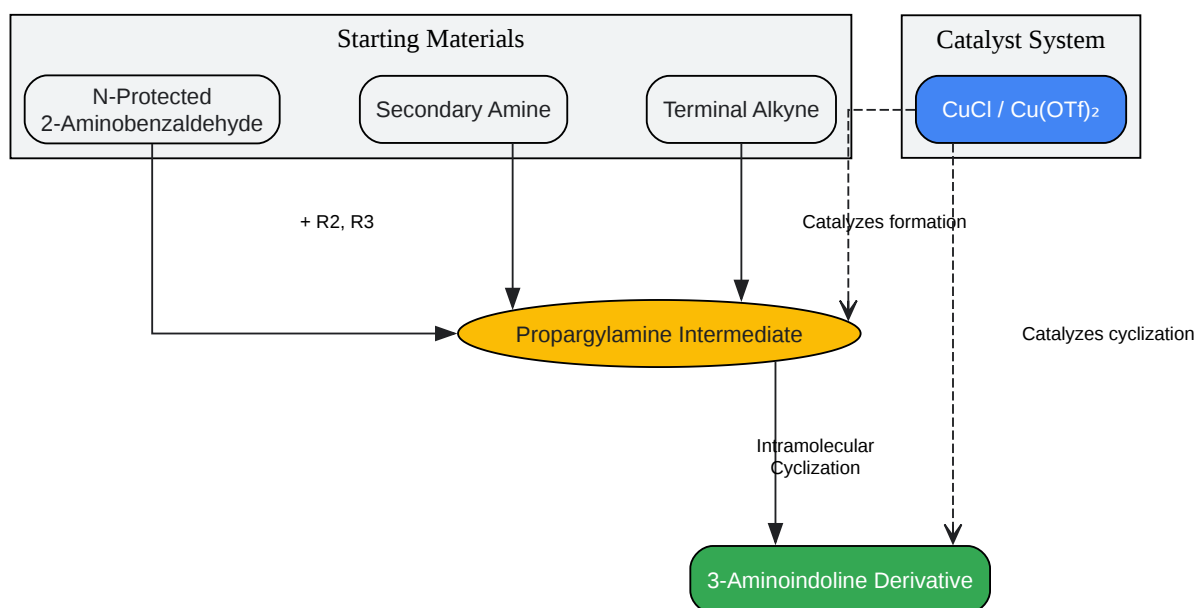 Starting Materials
Catalyst System
N-Protected
2-Aminobenzaldehyde
Secondary Amine
Terminal Alkyne
CuCl / Cu(OTf)₂
+ R2, R3
Catalyzes formation
Propargylamine Intermediate
Catalyzes cyclization
Intramolecular
Cyclization
3-Aminoindoline Derivative